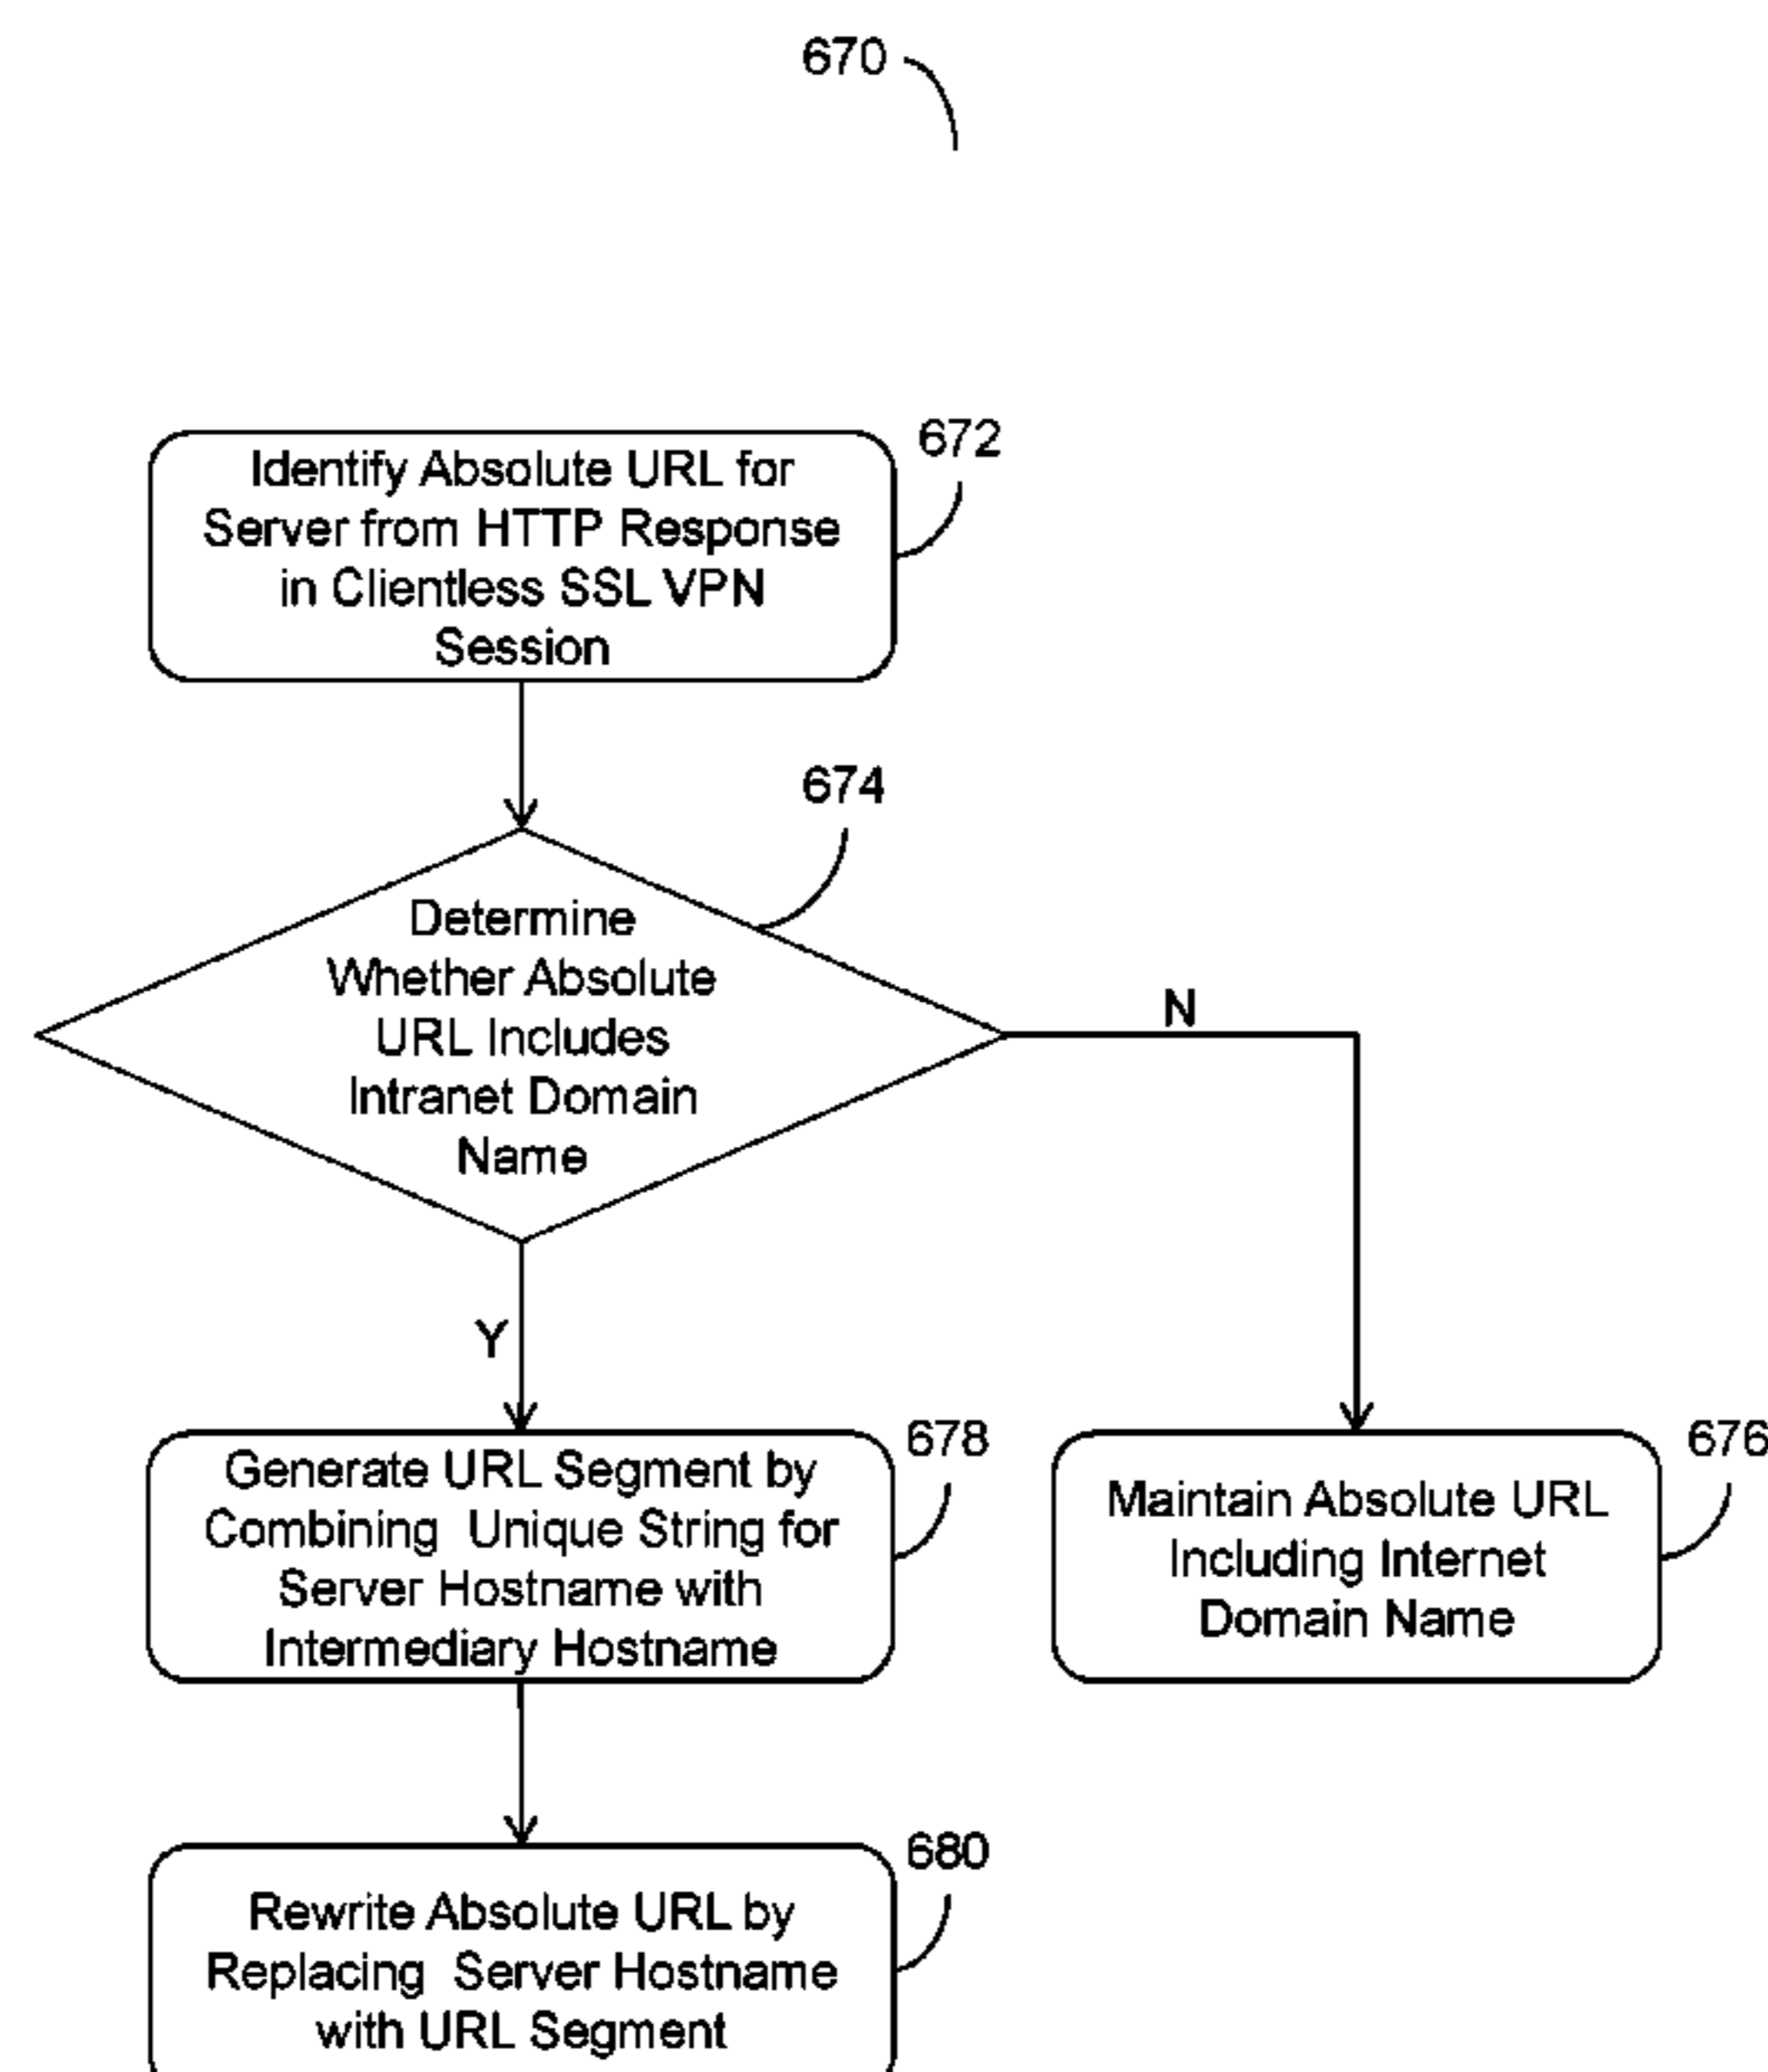 670
672
Identify Absolute URL for
Server from HTTP Response
in Clientless SSL VPN
Session
674
Determine
Whether Absolute
URL Includes
Intranet Domain
Name
N
Y
678
Generate URL Segment by
Combining Unique String for
Server Hostname with
Intermediary Hostname
676
Maintain Absolute URL
Including Internet
Domain Name
680
Rewrite Absolute URL by
Replacing Server Hostname
with URL Segment